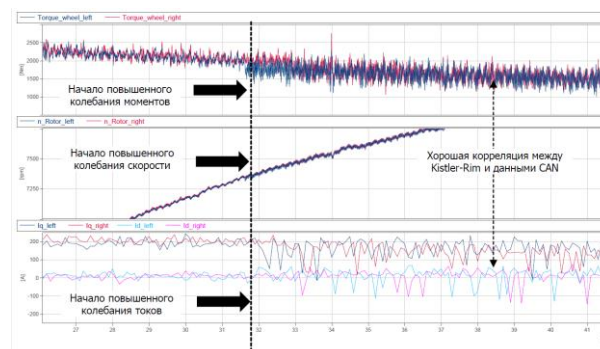 Torque_wheel_left Torque_wheel_right
2500
2000
1500
1000
[Nm]
Начало повышенного
колебания моментов
n_Rotor_left n_Rotor_right
7500
7250
Начало повышенного
колебания скорости
Хорошая корреляция между
Kistler-Rim и данными CAN
Iq_left Iq_right Id_left Id_right
200
100
0
-100
-200
[A]
Начало повышенного
колебания токов
27 28 29 30 31 32 33 34 35 36 37 38 39 40 41